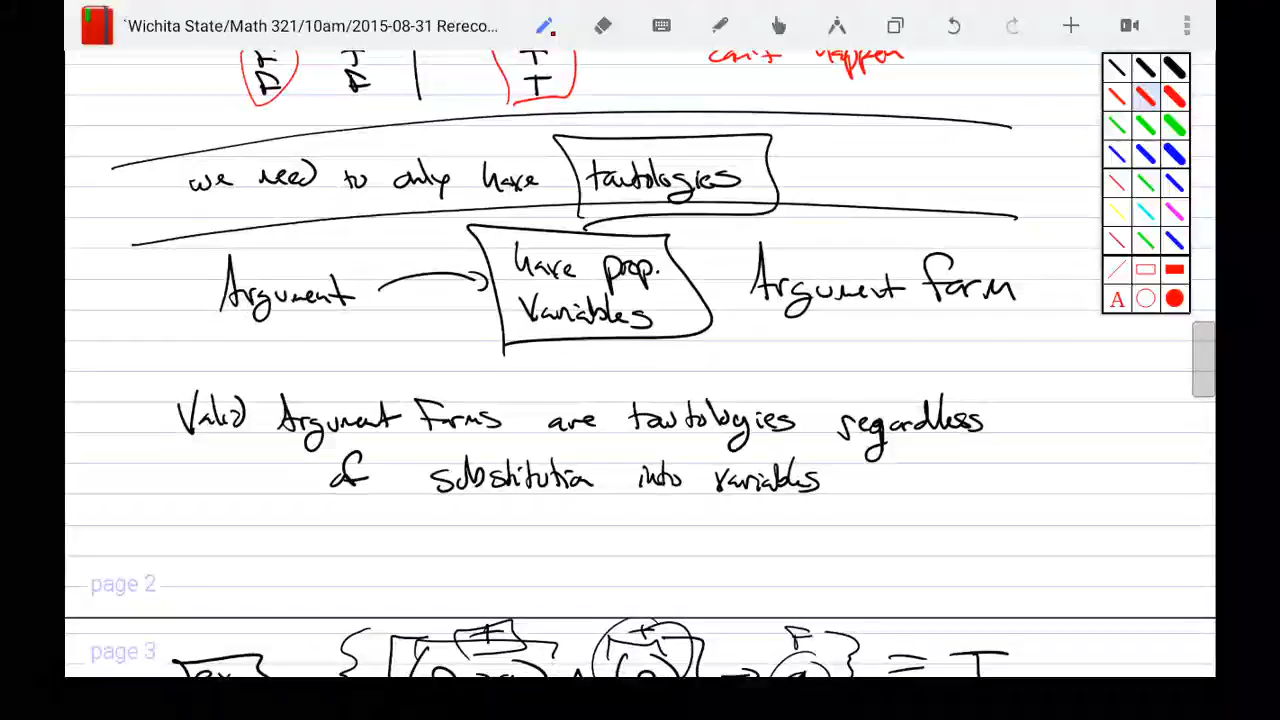 Wichita State/Math 321/10am/2015-08-31 Rereco...
F T T
F F T
can't happen
we need to only have tautologies
Argument have prop. variables Argument Form
Valid Argument Forms are tautologies regardless
of substitution into variables
page 2
page 3
ex
F
= T
A